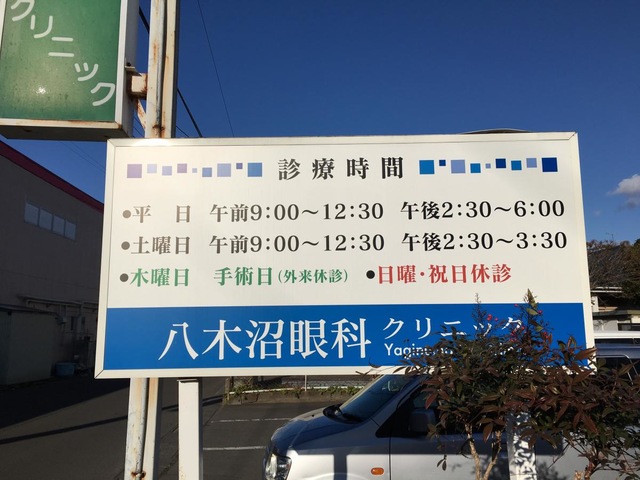 クリニック
診療時間
●平　日　午前9:00〜12:30　午後2:30〜6:00
●土曜日　午前9:00〜12:30　午後2:30〜3:30
●木曜日　手術日(外来休診)　●日曜・祝日休診
八木沼眼科クリニック